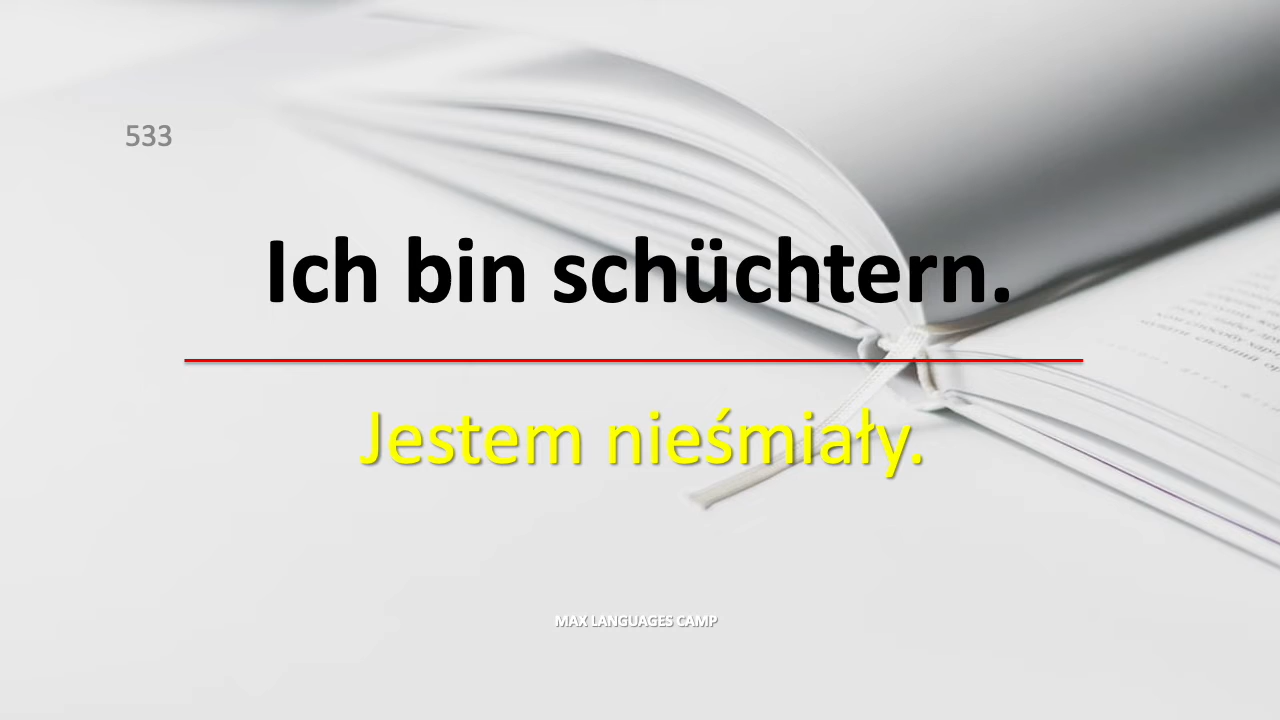 533
Ich bin schüchtern.
Jestem nieśmiały.
MAX LANGUAGES CAMP